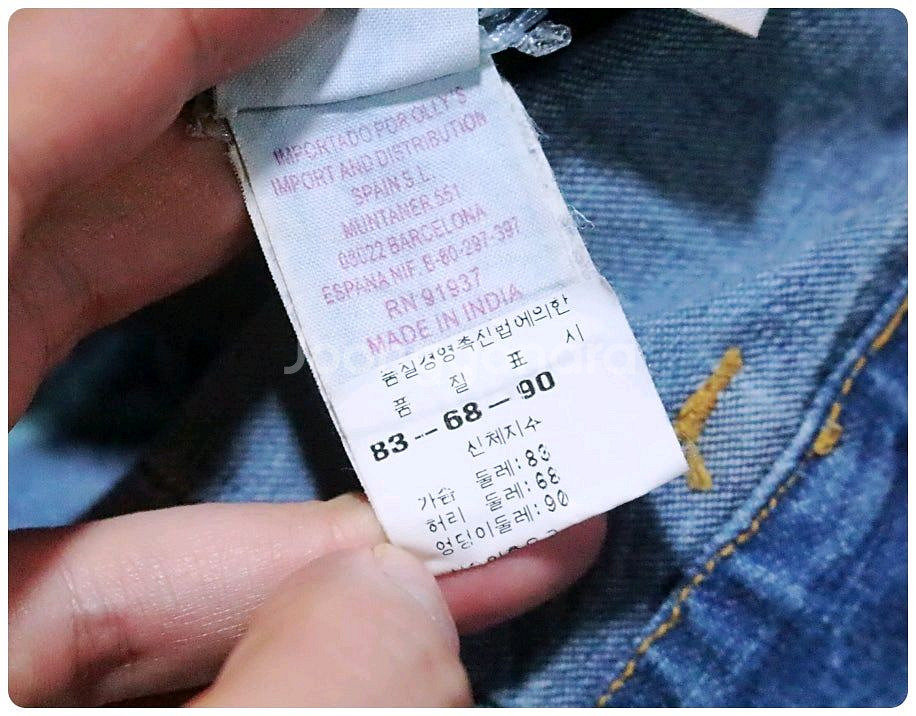 IMPORTADO POR OLLY'S
IMPORT AND DISTRIBUTION
SPAIN S.L.
MUNTANER 551
08022 BARCELONA
ESPANA NIF. B-60-297-397
RN 91937
MADE IN INDIA
품실경영촉진법에의한
품 질 표 시
83-68-90
신체지수
가슴 둘레:83
허리 둘레:68
엉덩이둘레:90